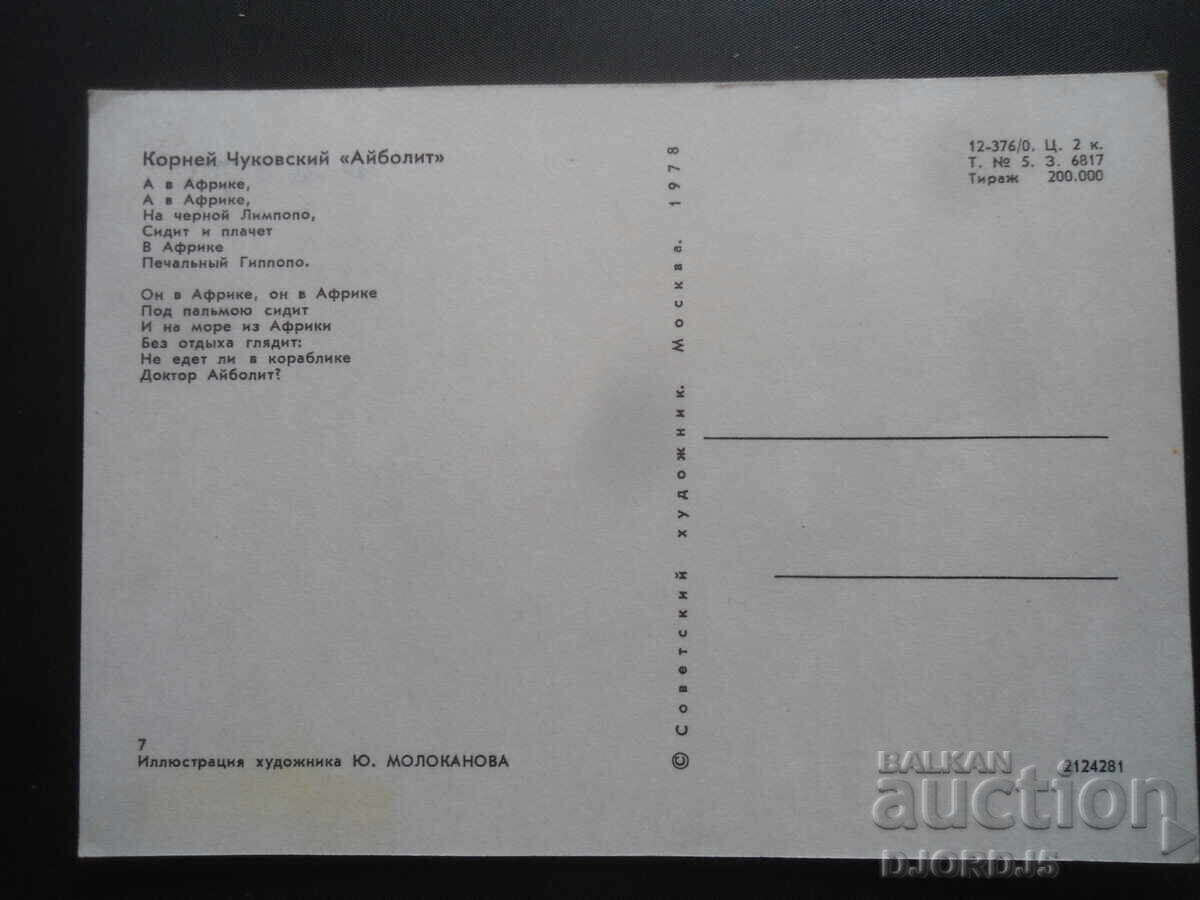 Корней Чуковский «Айболит»
А в Африке,
А в Африке,
На черной Лимпопо,
Сидит и плачет
В Африке
Печальный Гиппопо.
Он в Африке, он в Африке
Под пальмою сидит
И на море из Африки
Без отдыха глядит:
Не едет ли в кораблике
Доктор Айболит?
7
Иллюстрация художника Ю. МОЛОКАНОВА
© Советский художник. Москва. 1978
12-376/0. Ц. 2 к.
Т. № 5. З. 6817
Тираж 200.000
2124281
BALKAN
auction
DJORDJ5